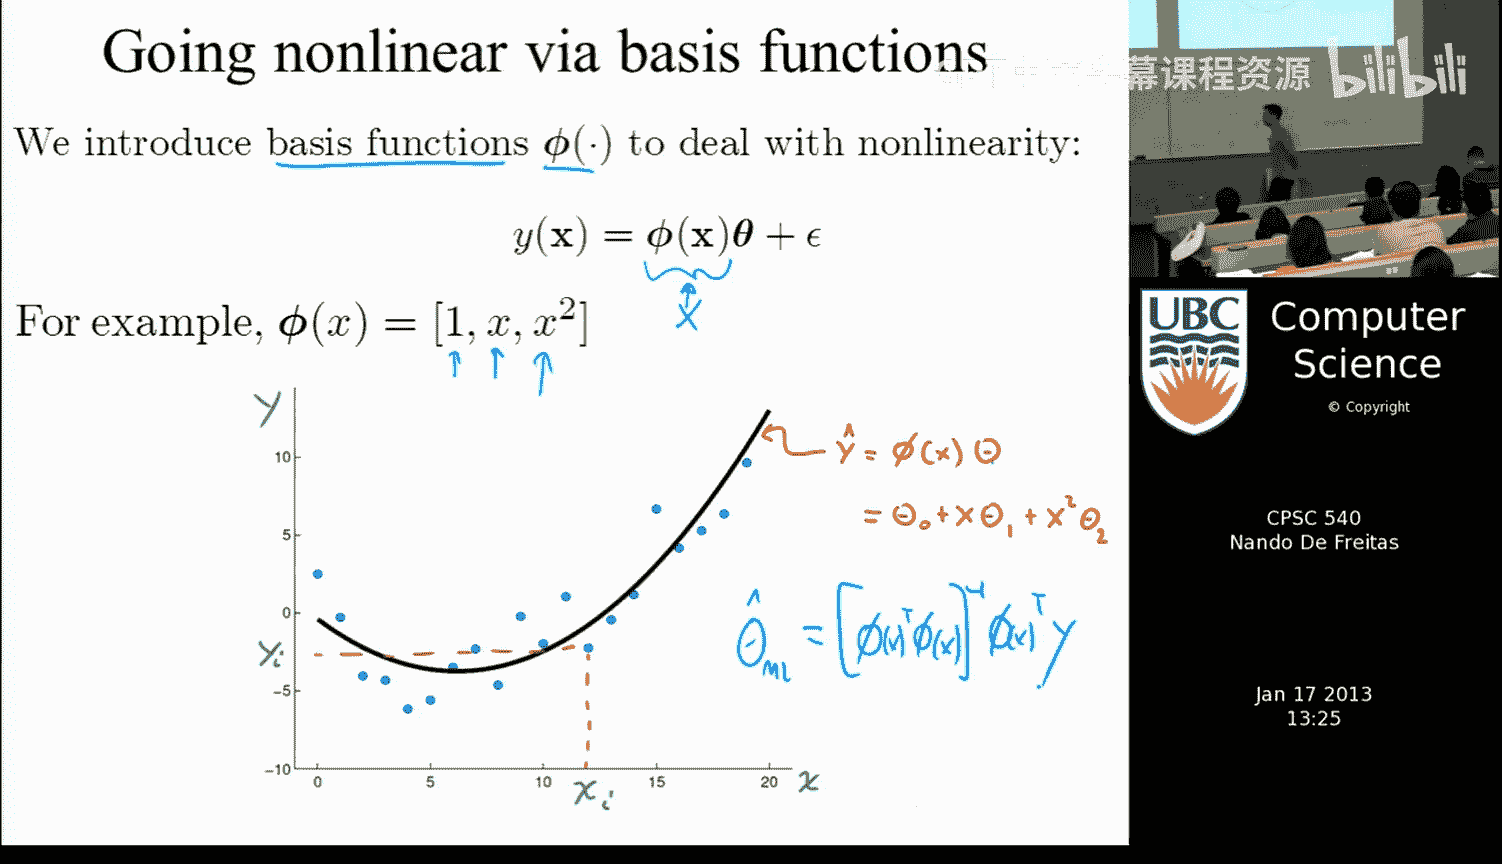 Going nonlinear via basis functions
幕课程资源 bilibili
We introduce basis functions ϕ(·) to deal with nonlinearity:
y(x) = ϕ(x)θ + ϵ
X
For example, ϕ(x) = [1, x, x²]
Y
10
5
0
-5
-10
0 5 10 15 20
x
Yi
xi
Ŷ = ϕ(x) Θ
= Θ₀ + xΘ₁ + x²Θ₂
Θ̂ML = [ϕ(x)ᵀϕ(x)]⁻¹ ϕ(x)ᵀ y
UBC
Computer
Science
© Copyright
CPSC 540
Nando De Freitas
Jan 17 2013
13:25